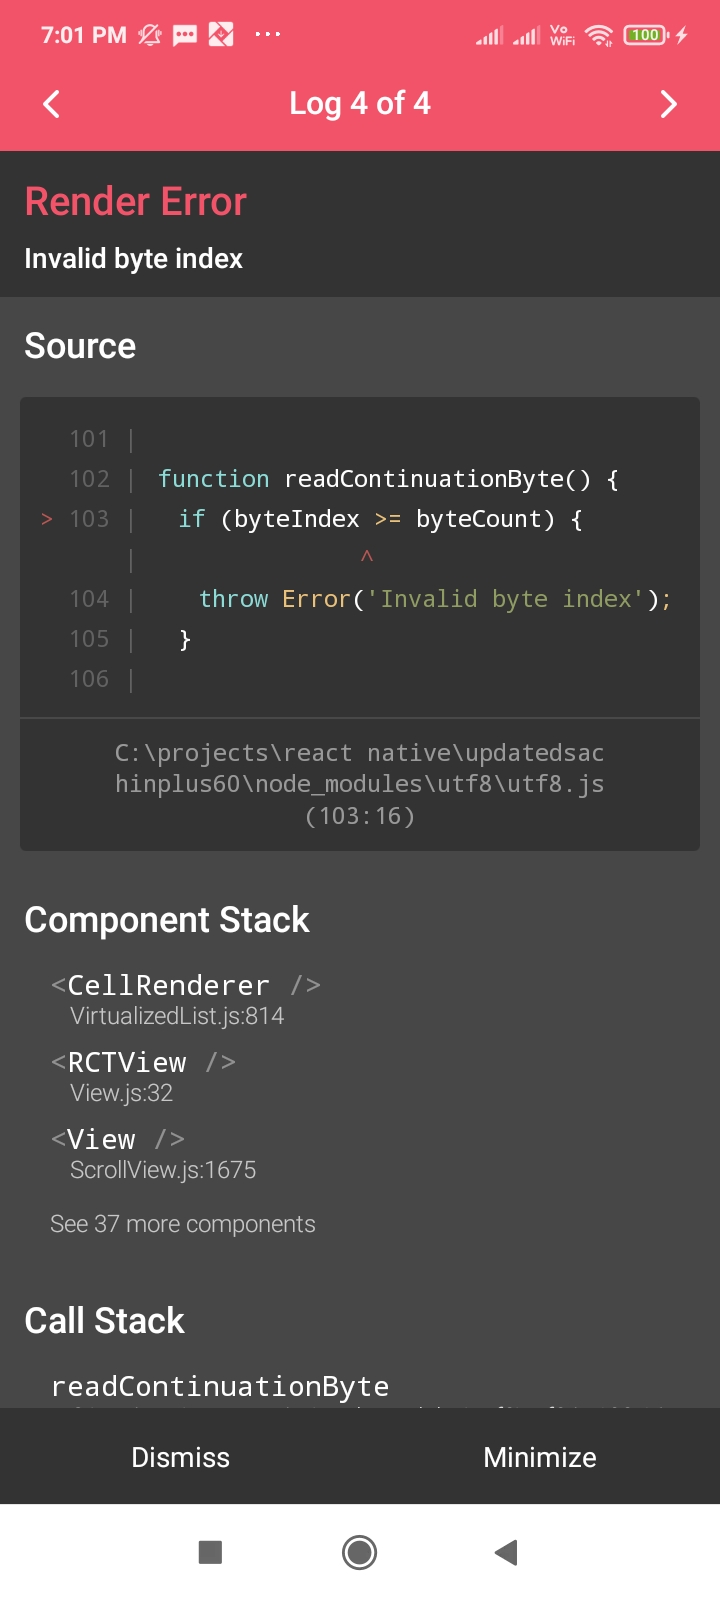 7:01 PM
Vo
WiFi
100
Log 4 of 4
Render Error
Invalid byte index
Source
101 |
102 | function readContinuationByte() {
> 103 | if (byteIndex >= byteCount) {
| ^
104 | throw Error('Invalid byte index');
105 | }
106 |
C:\projects\react native\updatedsac
hinplus60\node_modules\utf8\utf8.js
(103:16)
Component Stack
<CellRenderer />
VirtualizedList.js:814
<RCTView />
View.js:32
<View />
ScrollView.js:1675
See 37 more components
Call Stack
readContinuationByte
Dismiss
Minimize